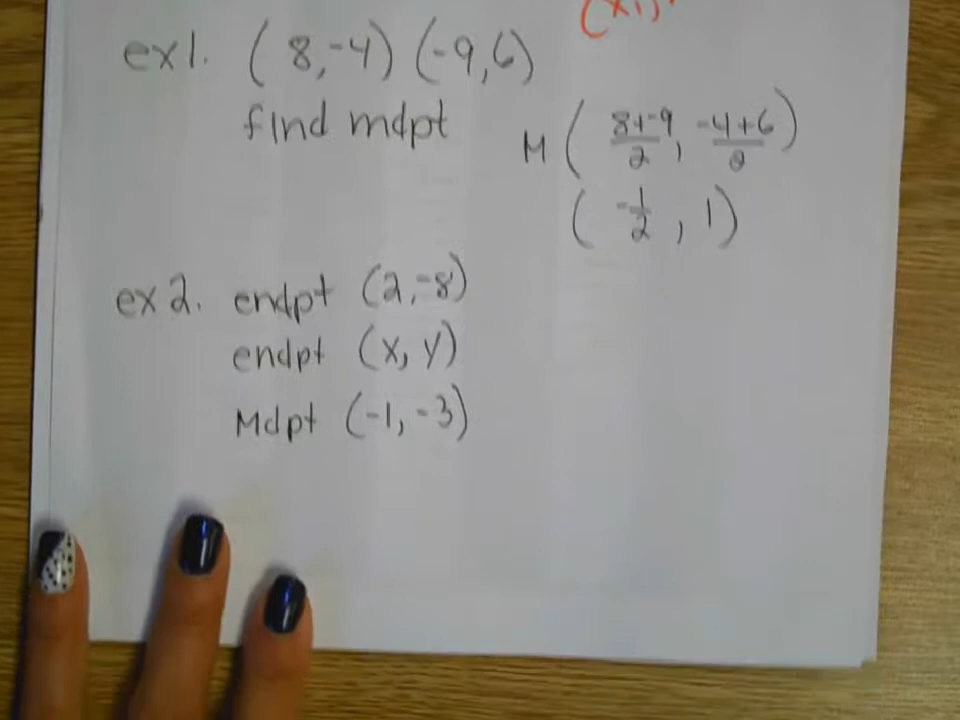 (x1,
ex1. (8,-4) (-9,6)
find mdpt
M ( 8+-9/2, -4+6/2 )
( -1/2 , 1 )
ex 2. endpt (2,-8)
endpt (x, y)
Mdpt (-1, -3)